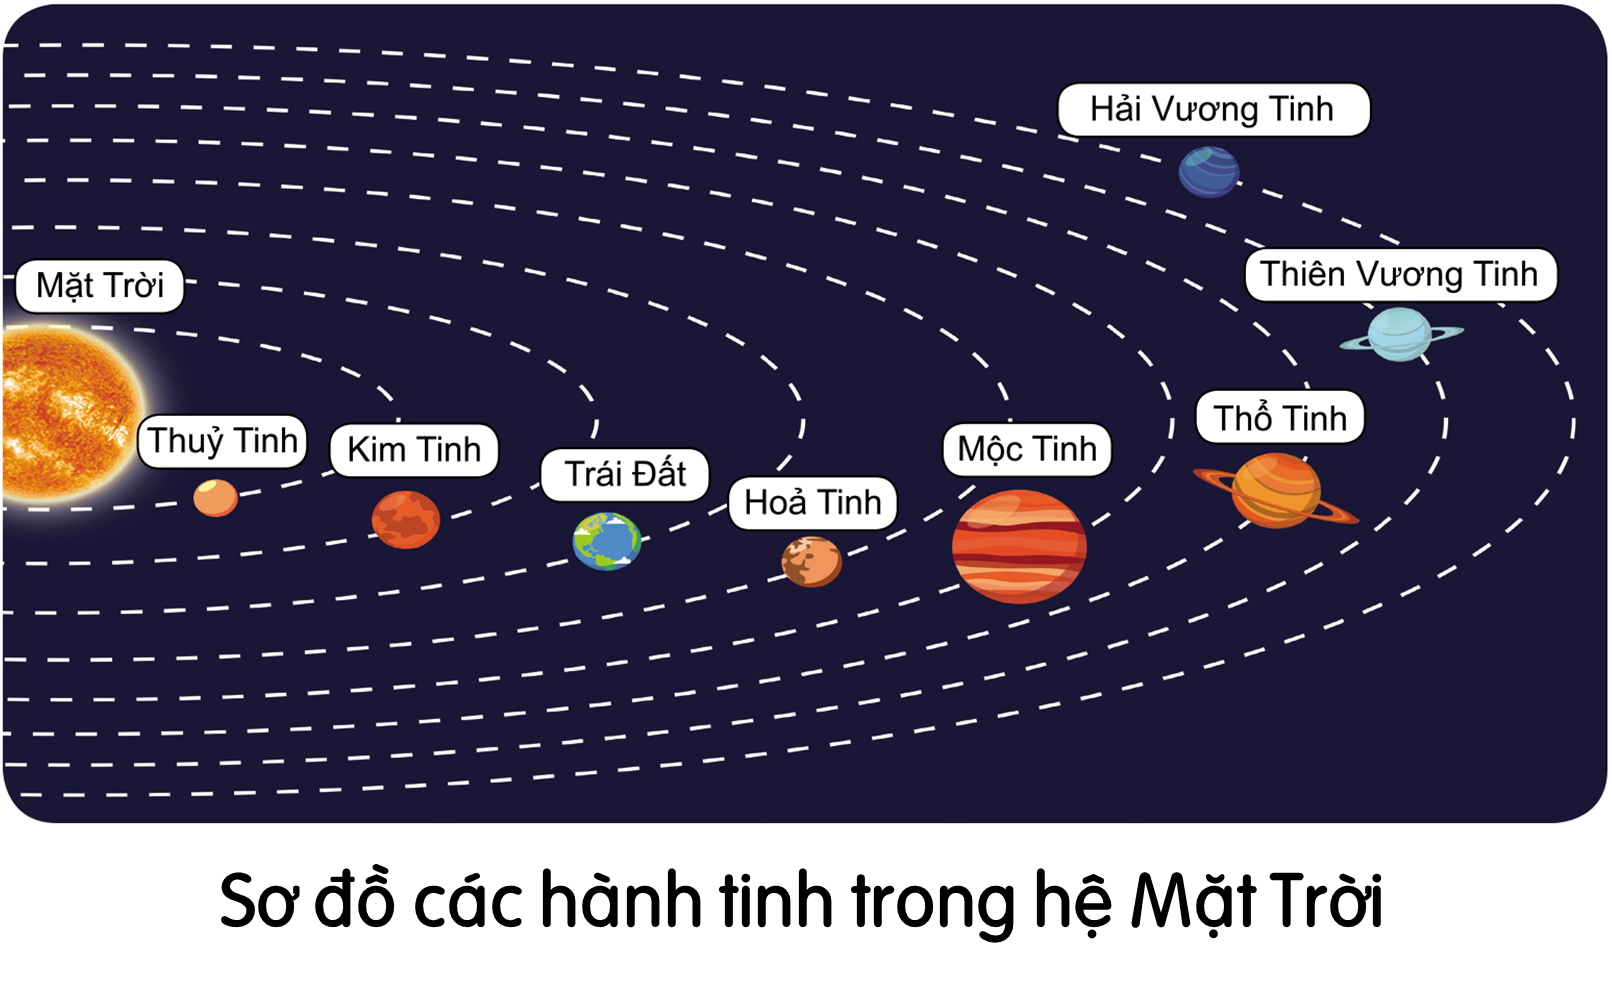 Hải Vương Tinh
Thiên Vương Tinh
Mặt Trời
Thuỷ Tinh
Kim Tinh
Trái Đất
Hoả Tinh
Mộc Tinh
Thổ Tinh
Sơ đồ các hành tinh trong hệ Mặt Trời